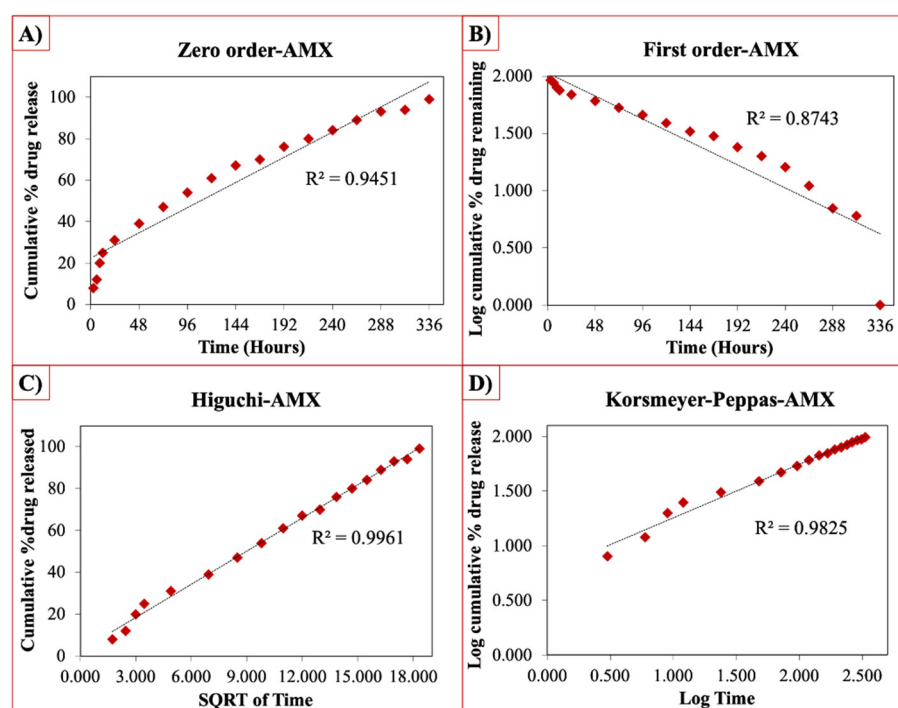 A)
Zero order-AMX
Cumulative % drug release
100
80
60
40
20
0
R² = 0.9451
0 48 96 144 192 240 288 336
Time (Hours)
B)
First order-AMX
Log cumulative % drug remaining
2.000
1.500
1.000
0.500
0.000
R² = 0.8743
0 48 96 144 192 240 288 336
Time (Hours)
C)
Higuchi-AMX
Cumulative %drug released
100
80
60
40
20
0
R² = 0.9961
0.000 3.000 6.000 9.000 12.000 15.000 18.000
SQRT of Time
D)
Korsmeyer-Peppas-AMX
Log cumulative % drug release
2.000
1.500
1.000
0.500
0.000
R² = 0.9825
0.000 0.500 1.000 1.500 2.000 2.500
Log Time